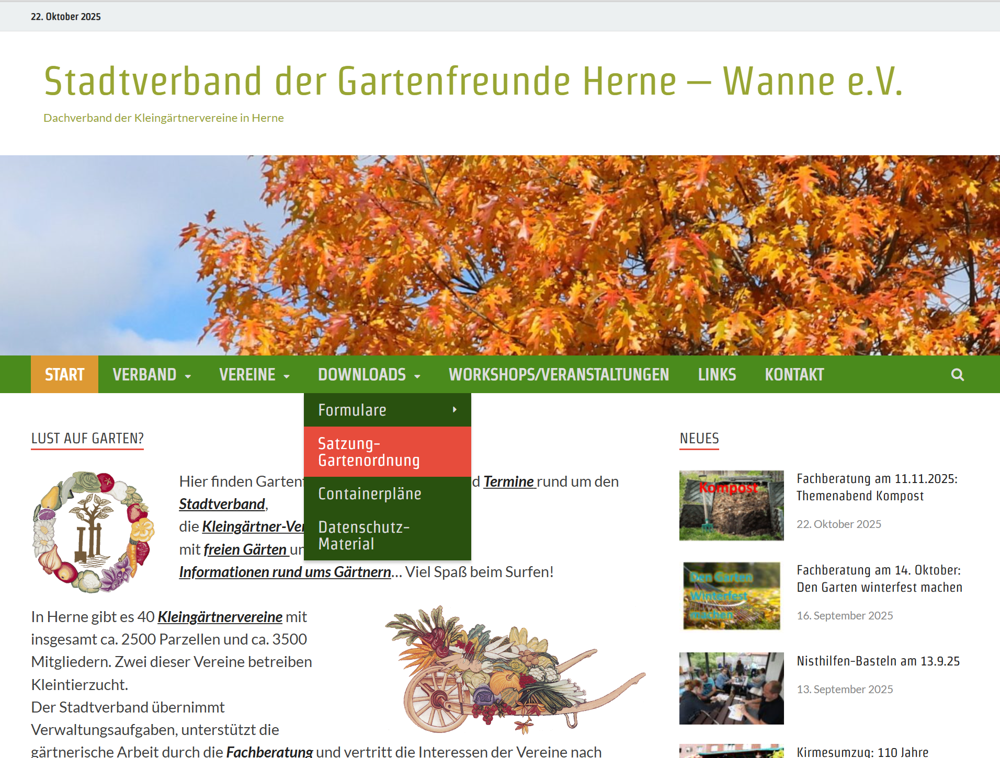 22. Oktober 2025
Stadtverband der Gartenfreunde Herne – Wanne e.V.
Dachverband der Kleingärtnervereine in Herne
START VERBAND VEREINE DOWNLOADS WORKSHOPS/VERANSTALTUNGEN LINKS KONTAKT
Formulare
Satzung-
Gartenordnung
Containerpläne
Datenschutz-
Material
LUST AUF GARTEN?
Hier finden Termine rund um den
Stadtverband,
die
mit freien Gärten
Informationen rund ums Gärtnern... Viel Spaß beim Surfen!
In Herne gibt es 40 Kleingärtnervereine mit
insgesamt ca. 2500 Parzellen und ca. 3500
Mitgliedern. Zwei dieser Vereine betreiben
Kleintierzucht.
Der Stadtverband übernimmt
Verwaltungsaufgaben, unterstützt die
gärtnerische Arbeit durch die Fachberatung und vertritt die Interessen der Vereine nach
NEUES
Kompost
Fachberatung am 11.11.2025:
Themenabend Kompost
22. Oktober 2025
Den Garten
Winterfest
machen
Fachberatung am 14. Oktober:
Den Garten winterfest machen
16. September 2025
Nisthilfen-Basteln am 13.9.25
13. September 2025
Kirmesumzug: 110 Jahre